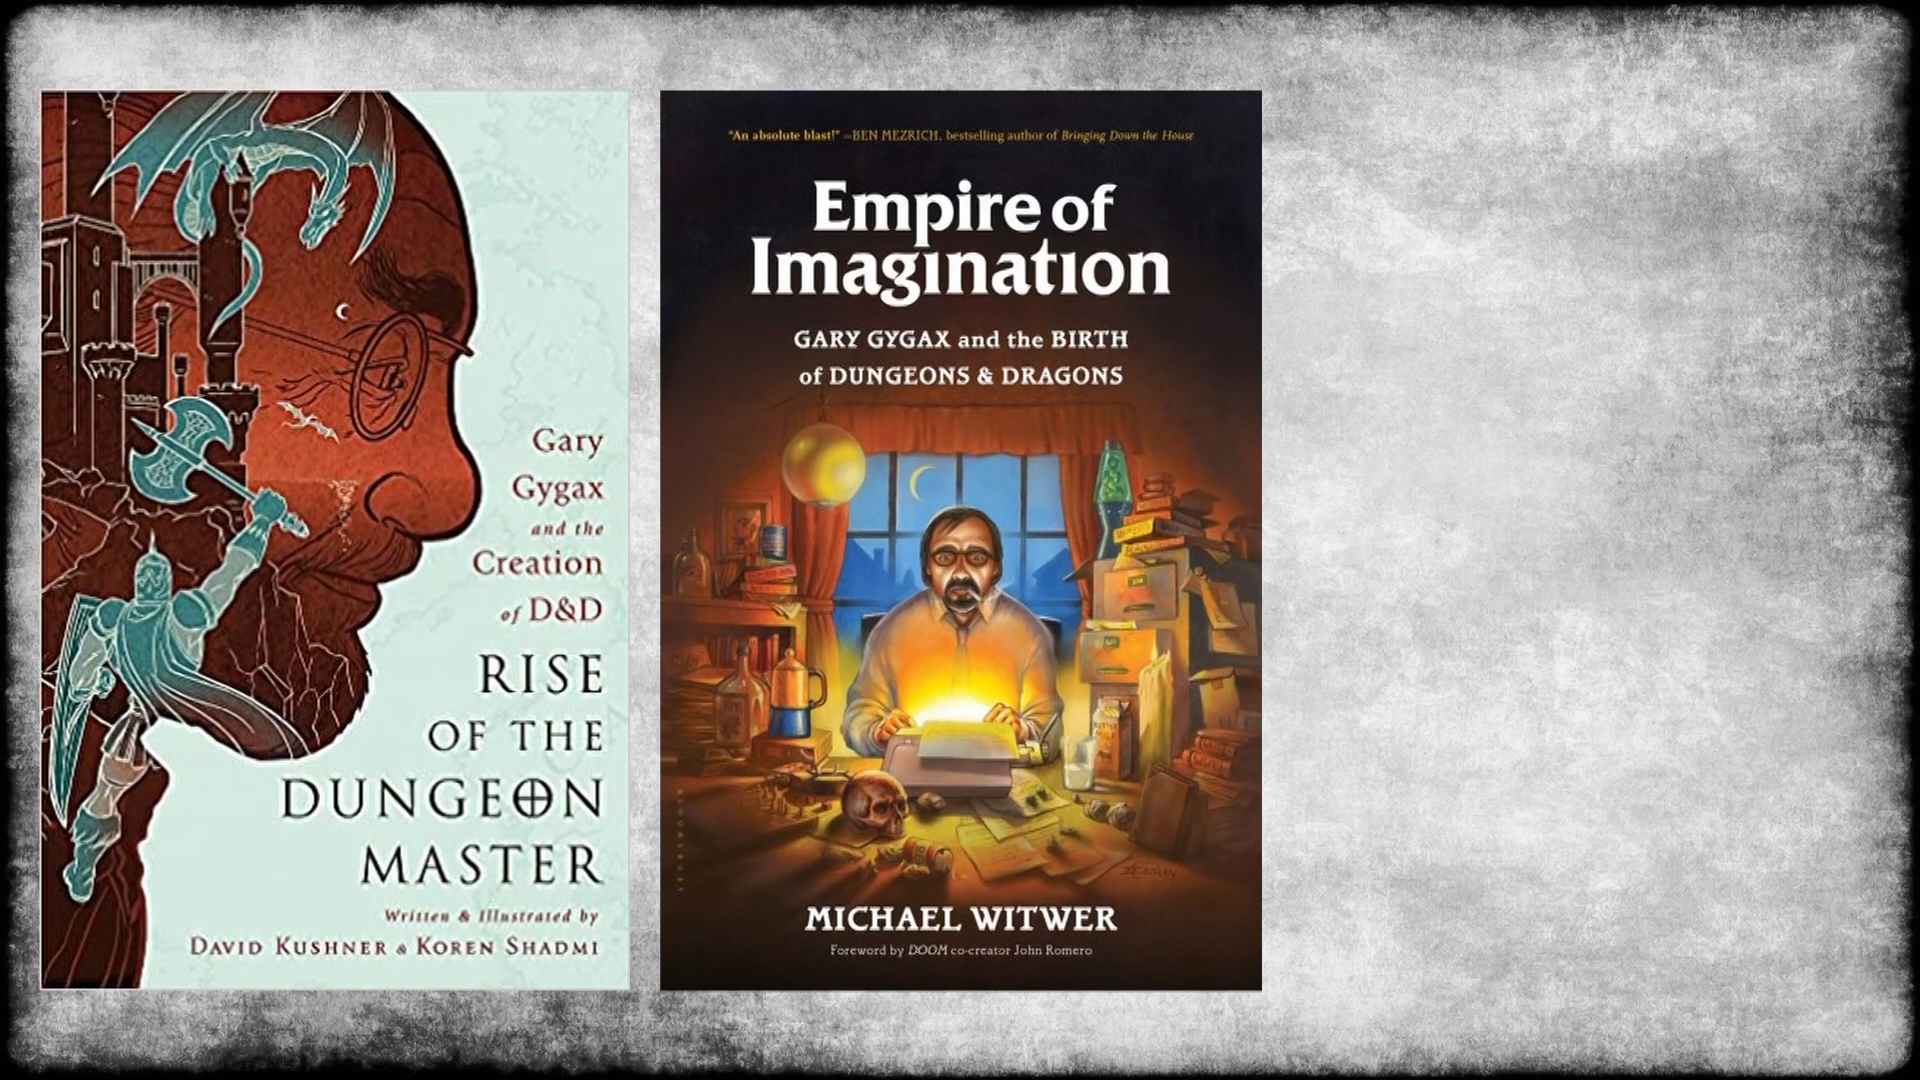 Gary
Gygax
and the
Creation
of D&D
RISE
OF THE
DUNGEON
MASTER
Written & Illustrated by
DAVID KUSHNER & KOREN SHADMI
"An absolute blast!" —BEN MEZRICH, bestselling author of Bringing Down the House
Empire of
Imagination
GARY GYGAX and the BIRTH
of DUNGEONS & DRAGONS
BLOOMSBURY
Easley
MICHAEL WITWER
Foreword by DOOM co-creator John Romero